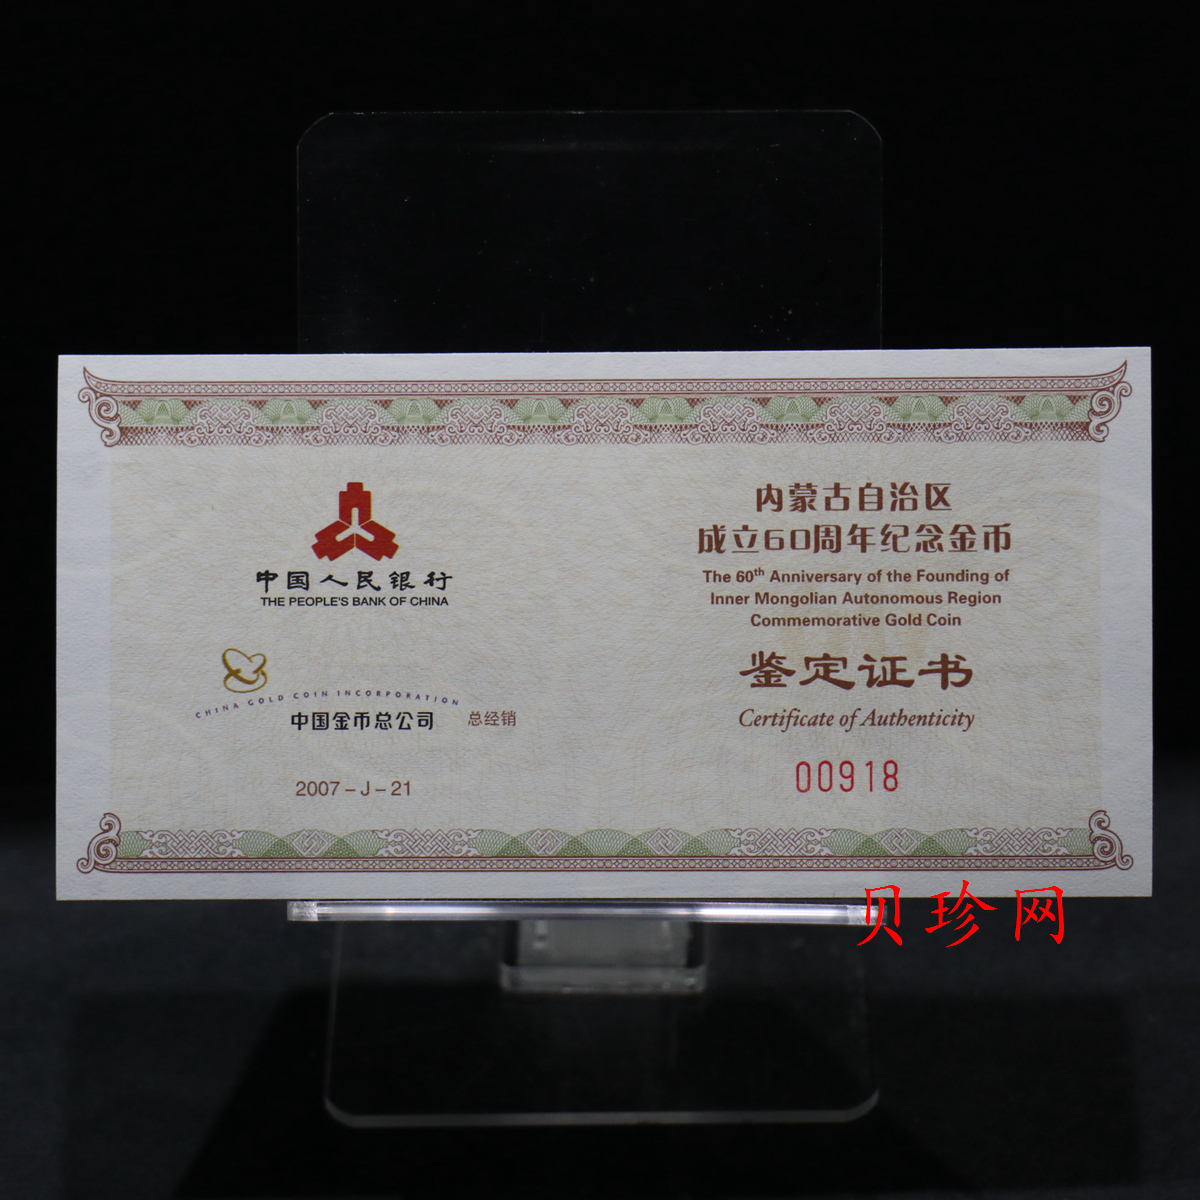 中国人民银行
THE PEOPLE'S BANK OF CHINA
CHINA GOLD COIN INCORPORATION
中国金币总公司 总经销
2007-J-21
内蒙古自治区
成立60周年纪念金币
The 60th Anniversary of the Founding of
Inner Mongolian Autonomous Region
Commemorative Gold Coin
鉴定证书
Certificate of Authenticity
00918
贝珍网